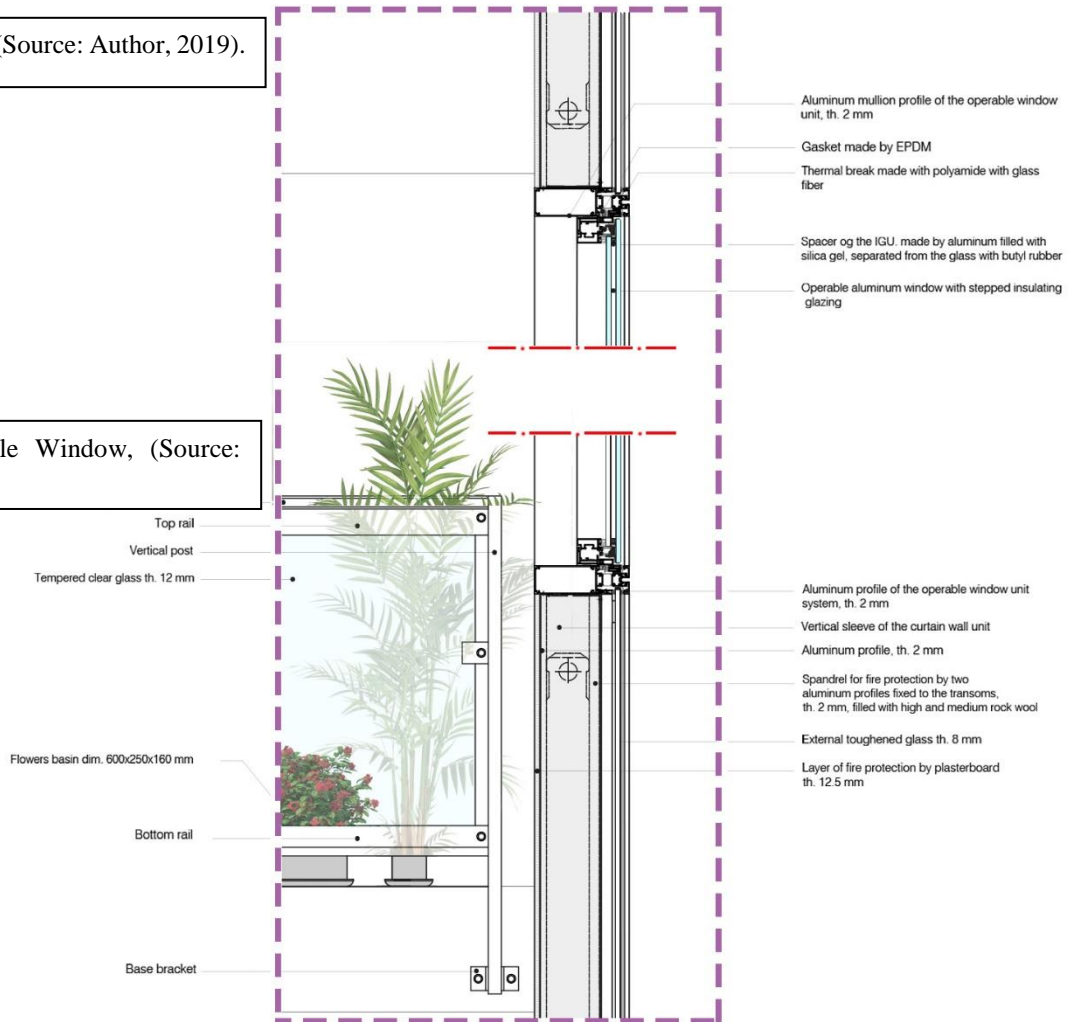 (Source: Author, 2019).
Aluminum mullion profile of the operable window
unit, th. 2 mm
Gasket made by EPDM
Thermal break made with polyamide with glass
fiber
Spacer og the IGU. made by aluminum filled with
silica gel, separated from the glass with butyl rubber
Operable aluminum window with stepped insulating
glazing
le Window, (Source:
Top rail
Vertical post
Tempered clear glass th. 12 mm
Flowers basin dim. 600x250x160 mm
Bottom rail
Base bracket
Aluminum profile of the operable window unit
system, th. 2 mm
Vertical sleeve of the curtain wall unit
Aluminum profile, th. 2 mm
Spandrel for fire protection by two
aluminum profiles fixed to the transoms,
th. 2 mm, filled with high and medium rock wool
External toughened glass th. 8 mm
Layer of fire protection by plasterboard
th. 12.5 mm